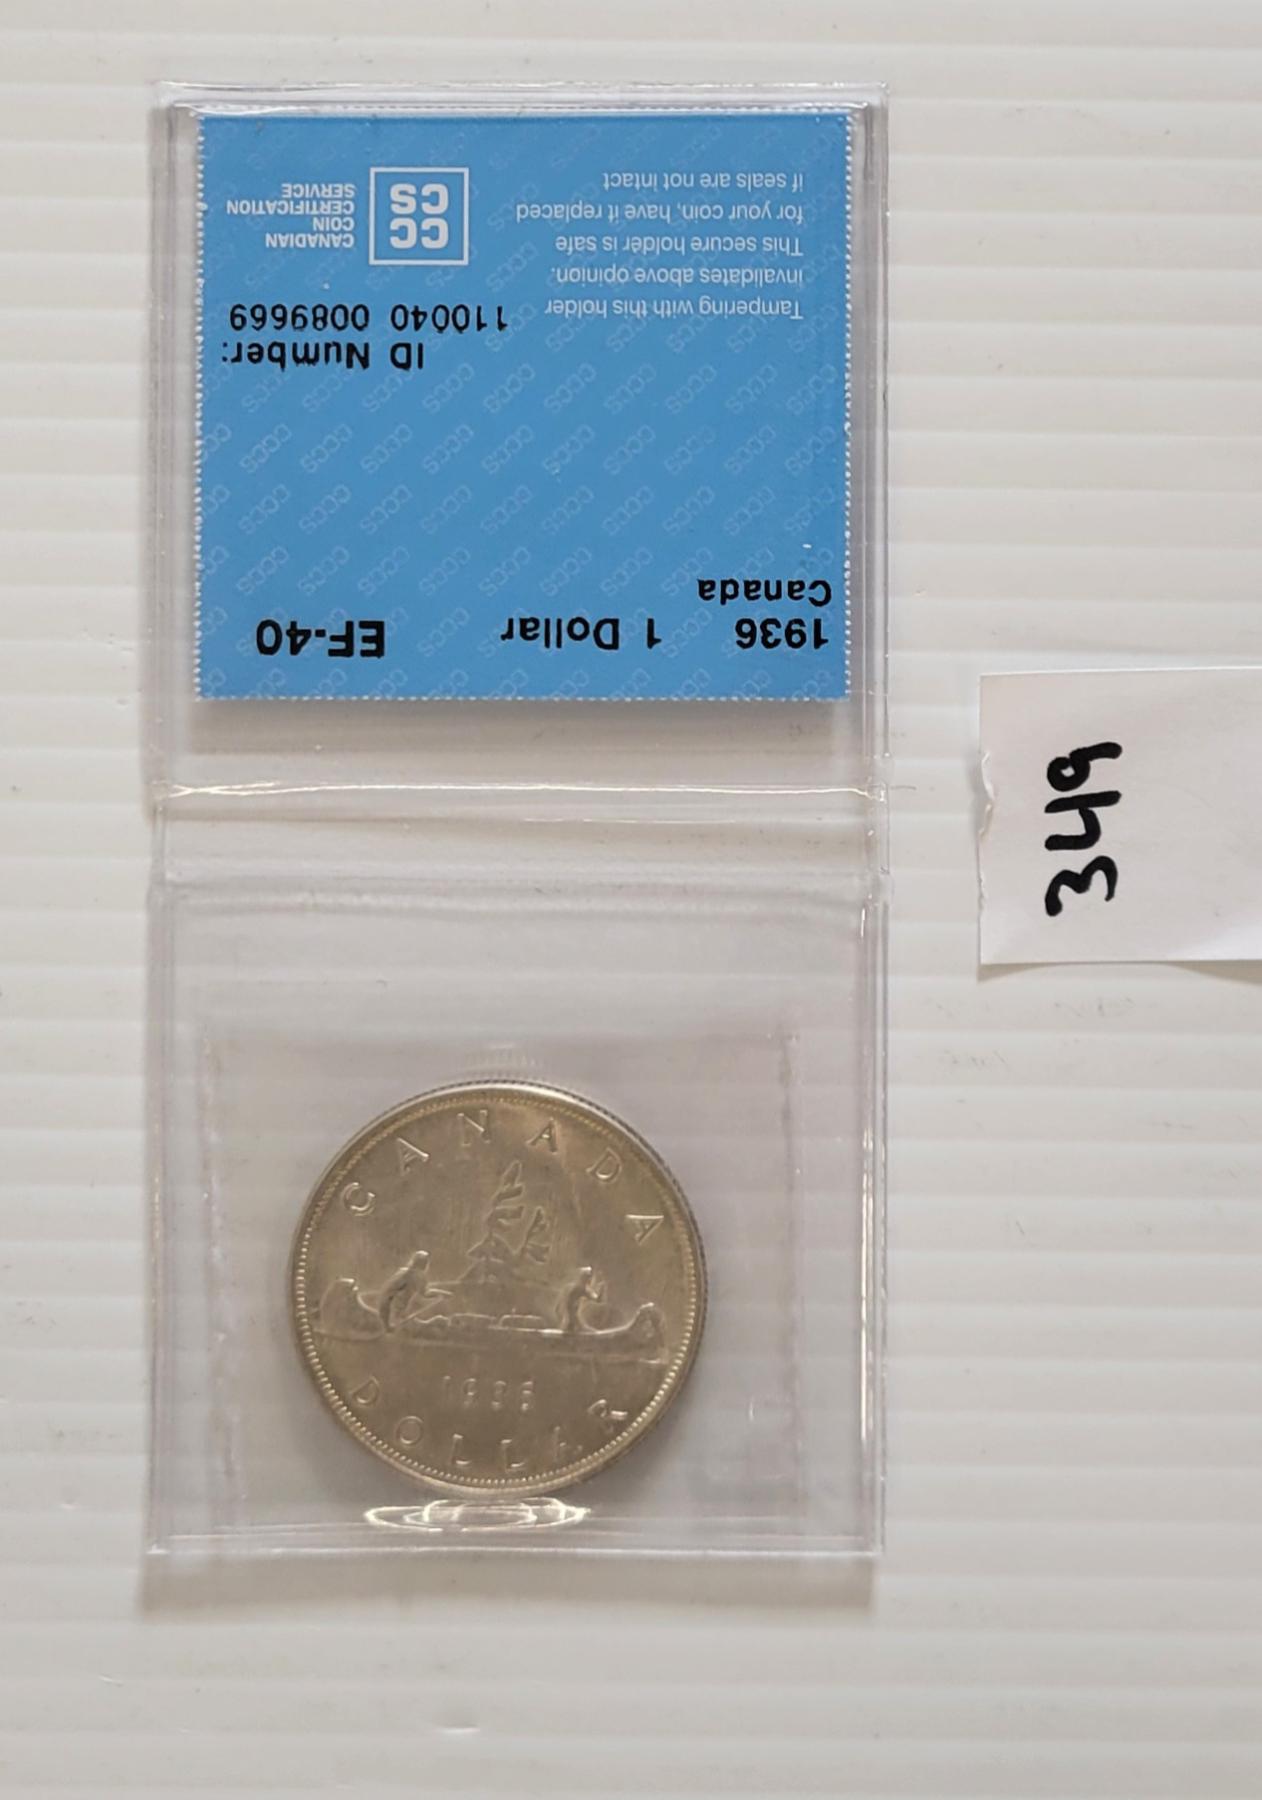 1936 1 Dollar EF-40
Canada
ID Number:
110040 0089669
Tampering with this holder
invalidates above opinion.
This secure holder is safe
for your coin, have it replaced
if seals are not intact
CC
CS
CANADIAN
COIN
CERTIFICATION
SERVICE
349
CANADA
1936
DOLLAR